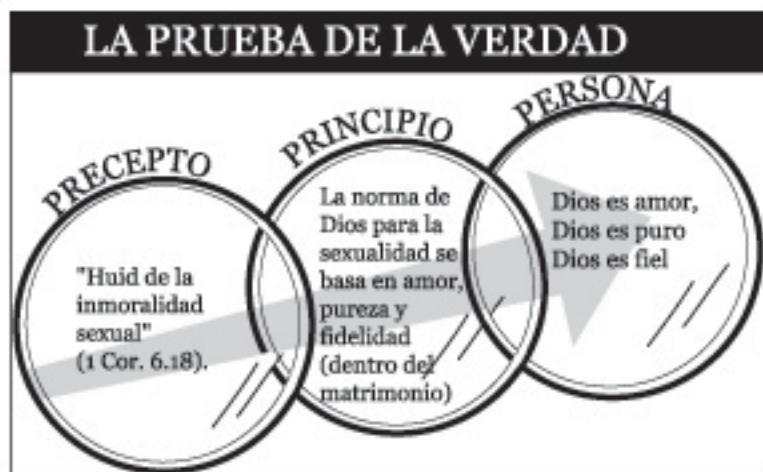 LA PRUEBA DE LA VERDAD
PRECEPTO
"Huid de la
inmoralidad
sexual"
(1 Cor. 6.18).
PRINCIPIO
La norma de
Dios para la
sexualidad se
basa en amor,
pureza y
fidelidad
(dentro del
matrimonio)
PERSONA
Dios es amor,
Dios es puro
Dios es fiel